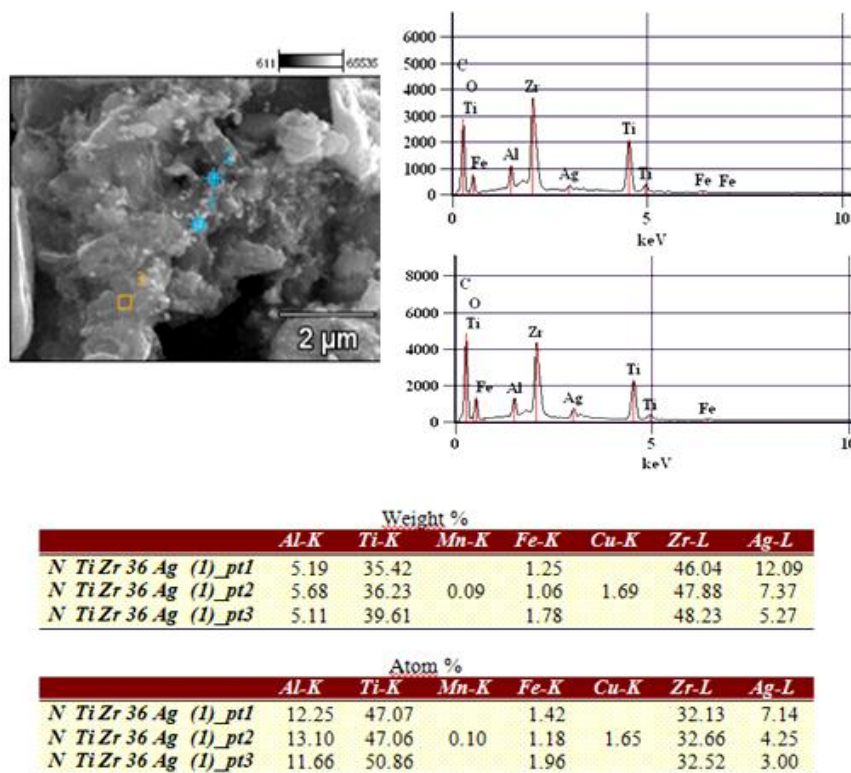 611 65535
2
1
3
2 µm
6000
5000
4000
3000
2000
1000
0
C
O
Ti
Fe
Al
Zr
Ag
Ti
Ti
Fe Fe
0 5 10
keV
8000
6000
4000
2000
0
C
O
Ti
Fe
Al
Zr
Ag
Ti
Ti
Fe
0 5 10
keV
Weight %
Al-K Ti-K Mn-K Fe-K Cu-K Zr-L Ag-L
N Ti Zr 36 Ag (1)_pt1 5.19 35.42 1.25 46.04 12.09
N Ti Zr 36 Ag (1)_pt2 5.68 36.23 0.09 1.06 1.69 47.88 7.37
N Ti Zr 36 Ag (1)_pt3 5.11 39.61 1.78 48.23 5.27
Atom %
Al-K Ti-K Mn-K Fe-K Cu-K Zr-L Ag-L
N Ti Zr 36 Ag (1)_pt1 12.25 47.07 1.42 32.13 7.14
N Ti Zr 36 Ag (1)_pt2 13.10 47.06 0.10 1.18 1.65 32.66 4.25
N Ti Zr 36 Ag (1)_pt3 11.66 50.86 1.96 32.52 3.00